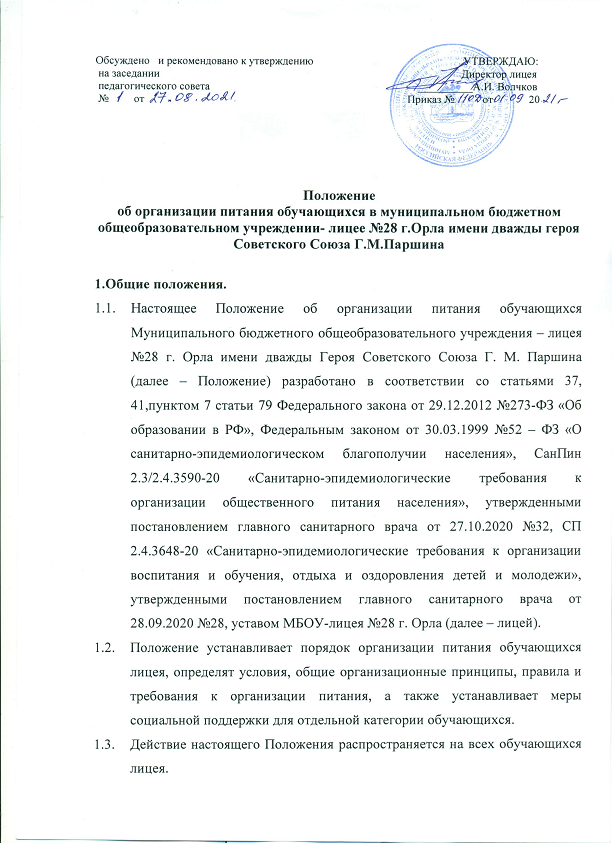 Обсуждено и рекомендовано к утверждению УТВЕРЖДАЮ:
на заседании Директор лицея
педагогического совета А.И. Волчков
№ 1 от 27.08.2021. Приказ № от 01.09 2021г
Положение
об организации питания обучающихся в муниципальном бюджетном
общеобразовательном учреждении- лицее №28 г.Орла имени дважды героя
Советского Союза Г.М.Паршина
1.Общие положения.
1.1. Настоящее Положение об организации питания обучающихся
Муниципального бюджетного общеобразовательного учреждения – лицея
№28 г. Орла имени дважды Героя Советского Союза Г. М. Паршина
(далее – Положение) разработано в соответствии со статьями 37,
41,пунктом 7 статьи 79 Федерального закона от 29.12.2012 №273-ФЗ «Об
образовании в РФ», Федеральным законом от 30.03.1999 №52 – ФЗ «О
санитарно-эпидемиологическом благополучии населения», СанПин
2.3/2.4.3590-20 «Санитарно-эпидемиологические требования к
организации общественного питания населения», утвержденными
постановлением главного санитарного врача от 27.10.2020 №32, СП
2.4.3648-20 «Санитарно-эпидемиологические требования к организации
воспитания и обучения, отдыха и оздоровления детей и молодежи»,
утвержденными постановлением главного санитарного врача от
28.09.2020 №28, уставом МБОУ-лицея №28 г. Орла (далее – лицей).
1.2. Положение устанавливает порядок организации питания обучающихся
лицея, определят условия, общие организационные принципы, правила и
требования к организации питания, а также устанавливает меры
социальной поддержки для отдельной категории обучающихся.
1.3. Действие настоящего Положения распространяется на всех обучающихся
лицея.